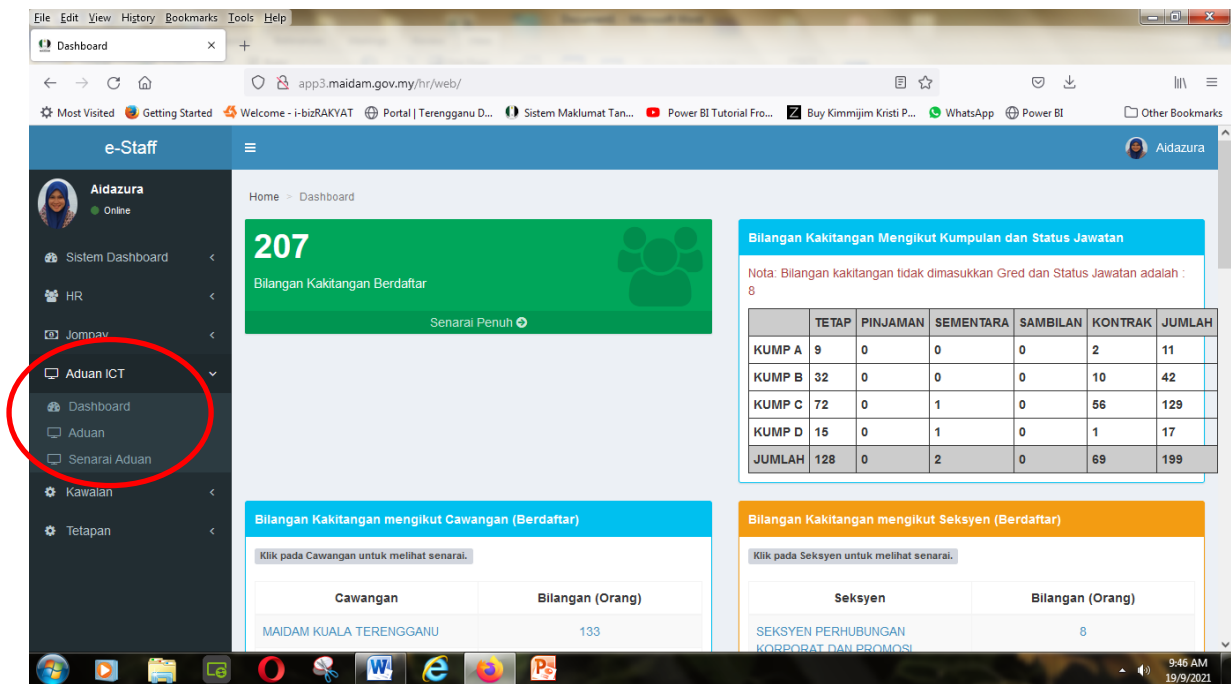 File Edit View History Bookmarks Tools Help
Dashboard × +
app3.maidam.gov.my/hr/web/
Most Visited Getting Started Welcome - i-bizRAKYAT Portal | Terengganu D... Sistem Maklumat Tan... Power BI Tutorial Fro... Buy Kimmijim Kristi P... WhatsApp Power BI Other Bookmarks
e-Staff
Aidazura
Aidazura
Online
Sistem Dashboard
HR
Jompay
Aduan ICT
Dashboard
Aduan
Senarai Aduan
Kawalan
Tetapan
Home > Dashboard
207
Bilangan Kakitangan Berdaftar
Senarai Penuh
Bilangan Kakitangan Mengikut Kumpulan dan Status Jawatan
Nota: Bilangan kakitangan tidak dimasukkan Gred dan Status Jawatan adalah :
8
TETAP PINJAMAN SEMENTARA SAMBILAN KONTRAK JUMLAH
KUMP A 9 0 0 0 2 11
KUMP B 32 0 0 0 10 42
KUMP C 72 0 1 0 56 129
KUMP D 15 0 1 0 1 17
JUMLAH 128 0 2 0 69 199
Bilangan Kakitangan mengikut Cawangan (Berdaftar)
Klik pada Cawangan untuk melihat senarai.
Cawangan Bilangan (Orang)
MAIDAM KUALA TERENGGANU 133
Bilangan Kakitangan mengikut Seksyen (Berdaftar)
Klik pada Seksyen untuk melihat senarai.
Seksyen Bilangan (Orang)
SEKSYEN PERHUBUNGAN 8
KORPORAT DAN PROMOSI
9:46 AM
19/9/2021